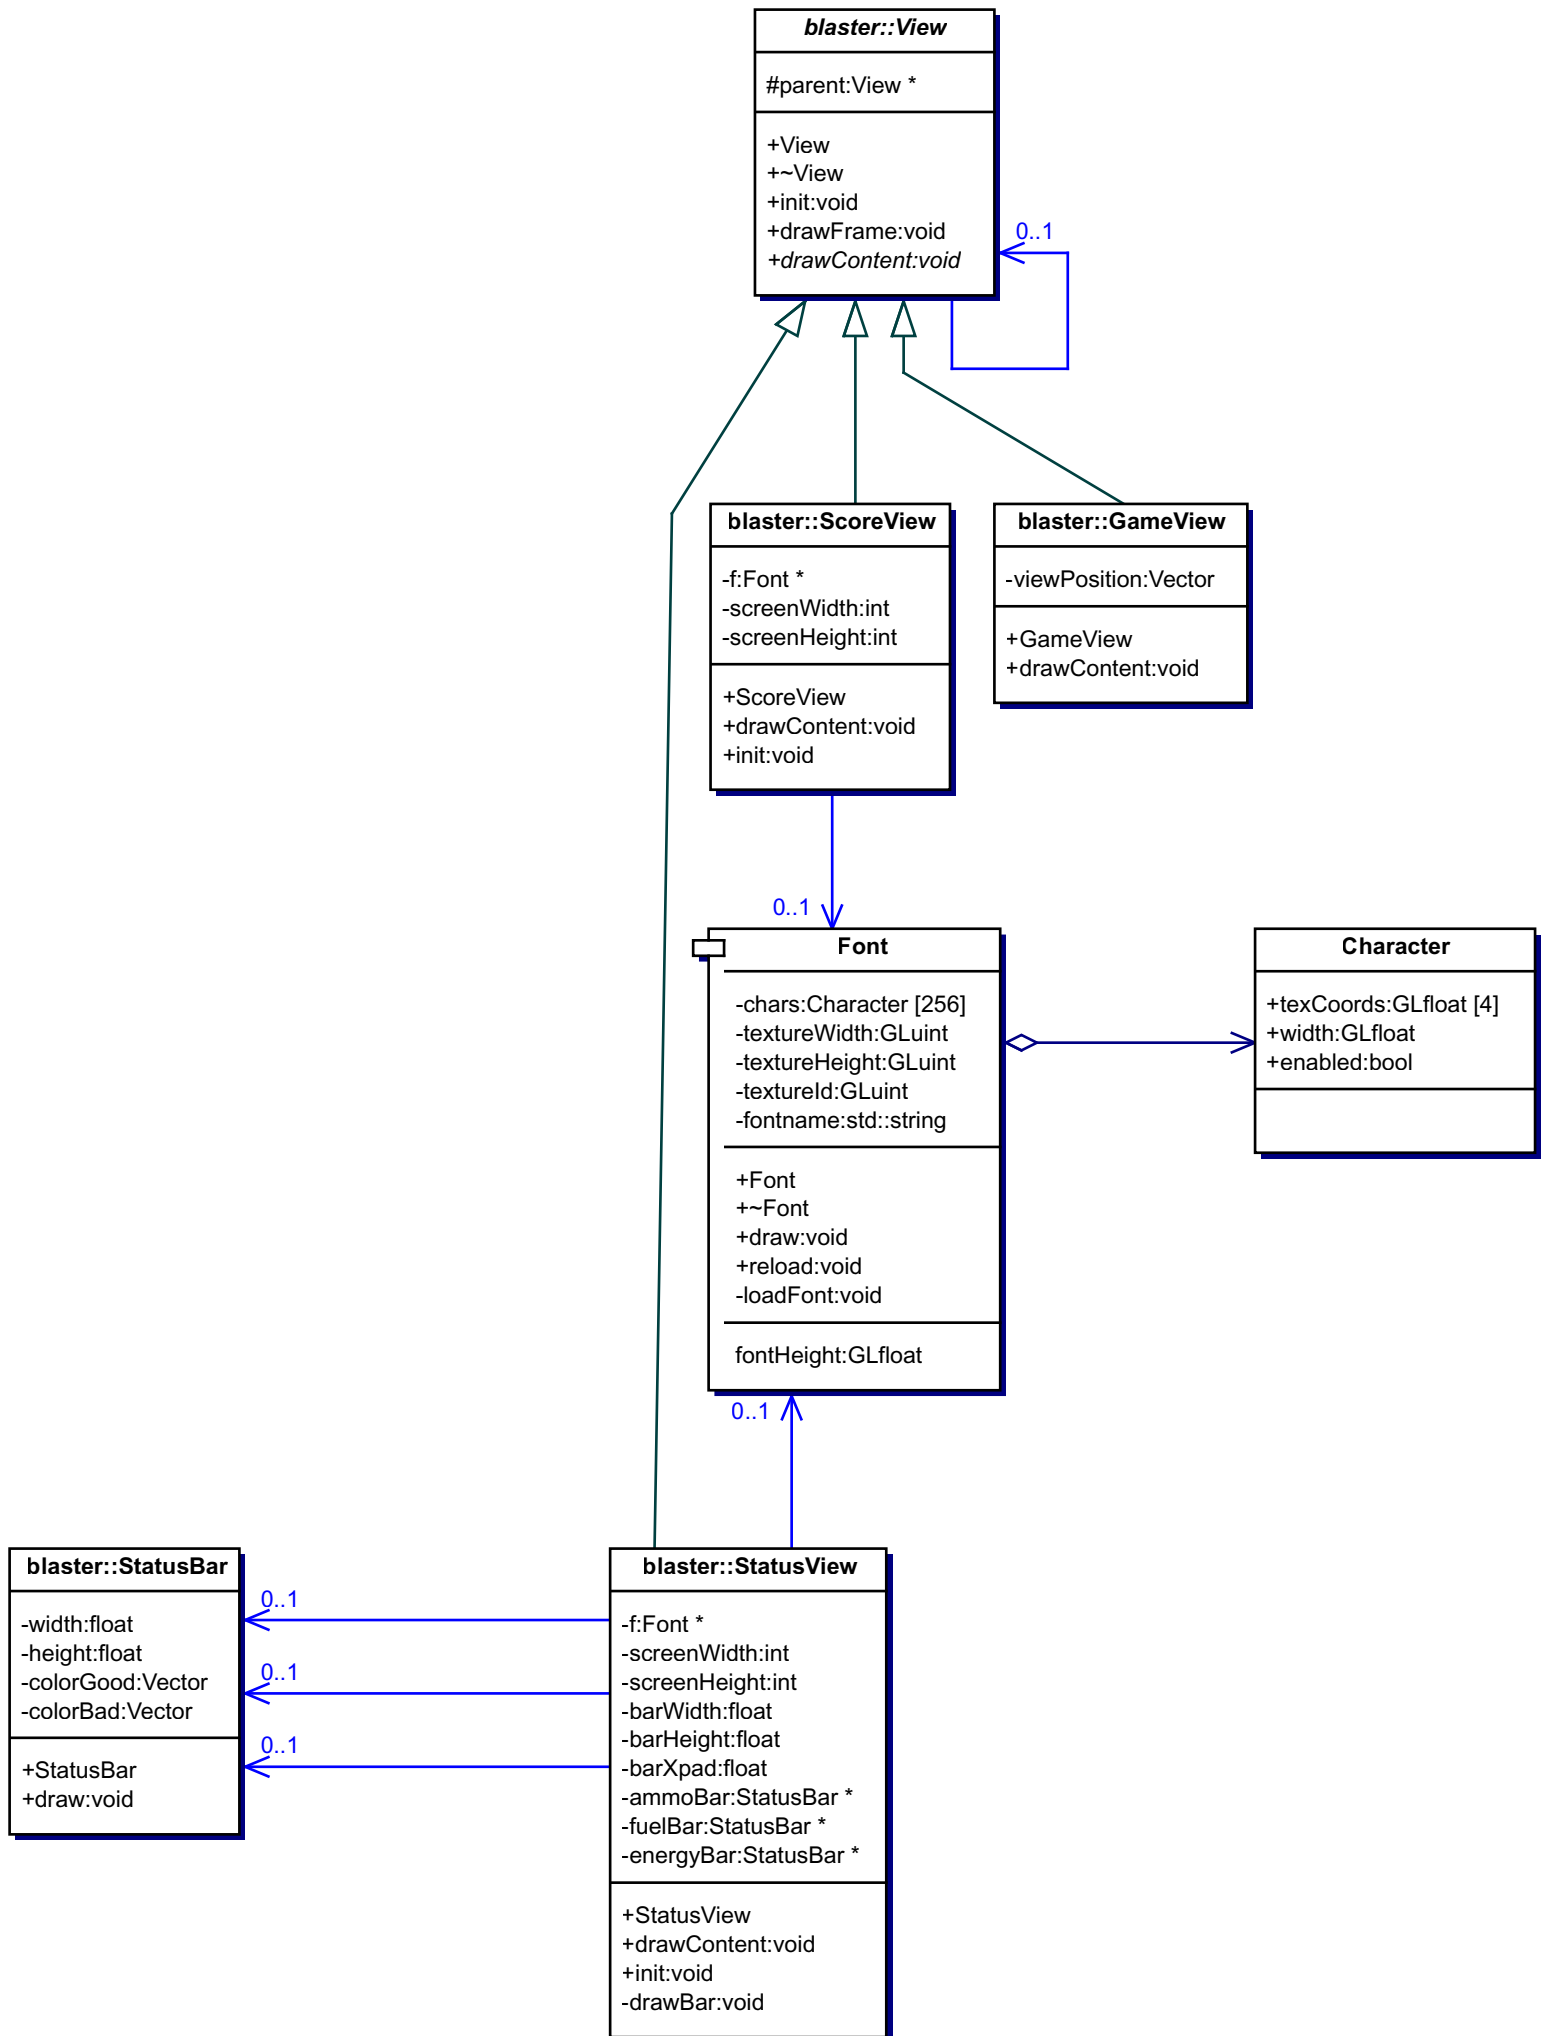 blaster::View
#parent:View *
+View
+~View
+init:void
+drawFrame:void
+drawContent:void
0..1
blaster::ScoreView
-f:Font *
-screenWidth:int
-screenHeight:int
+ScoreView
+drawContent:void
+init:void
blaster::GameView
-viewPosition:Vector
+GameView
+drawContent:void
0..1
Font
-chars:Character [256]
-textureWidth:GLuint
-textureHeight:GLuint
-textureId:GLuint
-fontname:std::string
+Font
+~Font
+draw:void
+reload:void
-loadFont:void
fontHeight:GLfloat
Character
+texCoords:GLfloat [4]
+width:GLfloat
+enabled:bool
0..1
blaster::StatusBar
-width:float
-height:float
-colorGood:Vector
-colorBad:Vector
+StatusBar
+draw:void
0..1
0..1
0..1
blaster::StatusView
-f:Font *
-screenWidth:int
-screenHeight:int
-barWidth:float
-barHeight:float
-barXpad:float
-ammoBar:StatusBar *
-fuelBar:StatusBar *
-energyBar:StatusBar *
+StatusView
+drawContent:void
+init:void
-drawBar:void